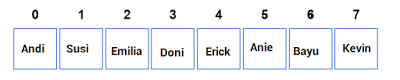 0 1 2 3 4 5 6 7
Andi Susi Emilia Doni Erick Anie Bayu Kevin